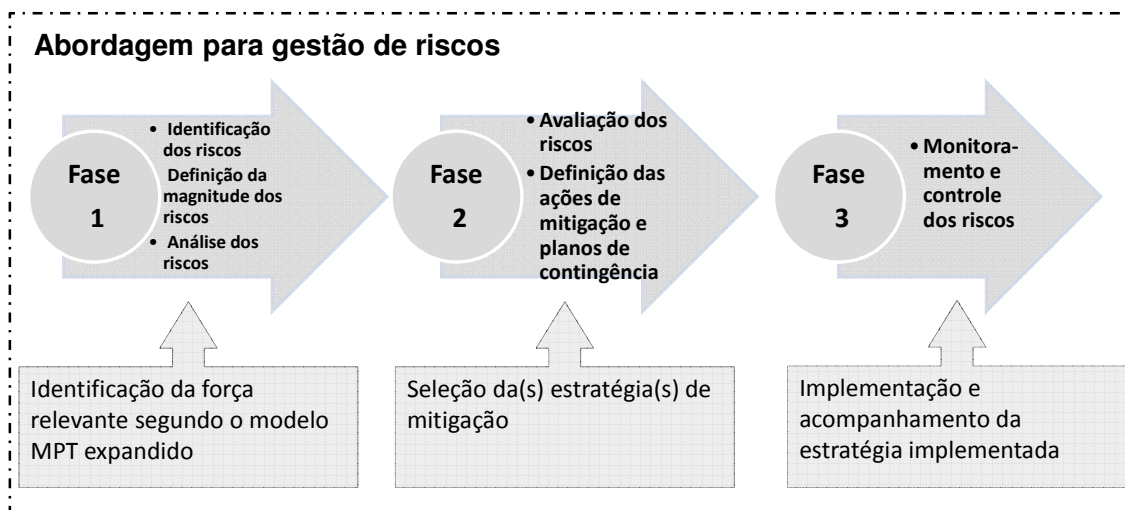 Abordagem para gestão de riscos
Fase
1
• Identificação
dos riscos
Definição da
magnitude dos
riscos
• Análise dos
riscos
Fase
2
• Avaliação dos
riscos
• Definição das
ações de
mitigação e
planos de
contingência
Fase
3
• Monitora-
mento e
controle
dos riscos
Identificação da força
relevante segundo o modelo
MPT expandido
Seleção da(s) estratégia(s) de
mitigação
Implementação e
acompanhamento da
estratégia implementada